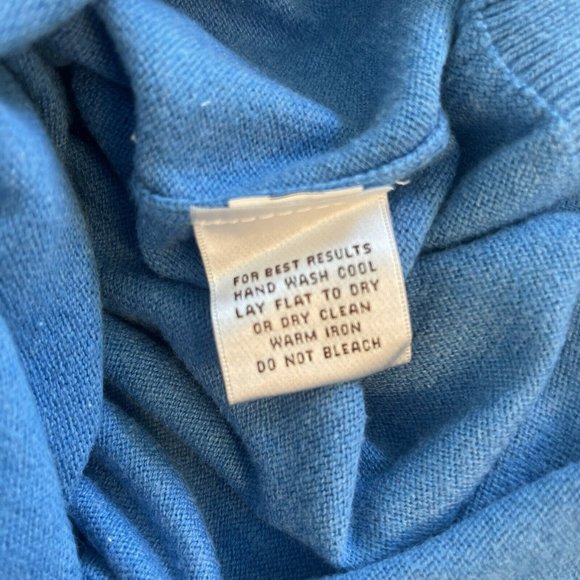 FOR BEST RESULTS
HAND WASH COOL
LAY FLAT TO DRY
OR DRY CLEAN
WARM IRON
DO NOT BLEACH